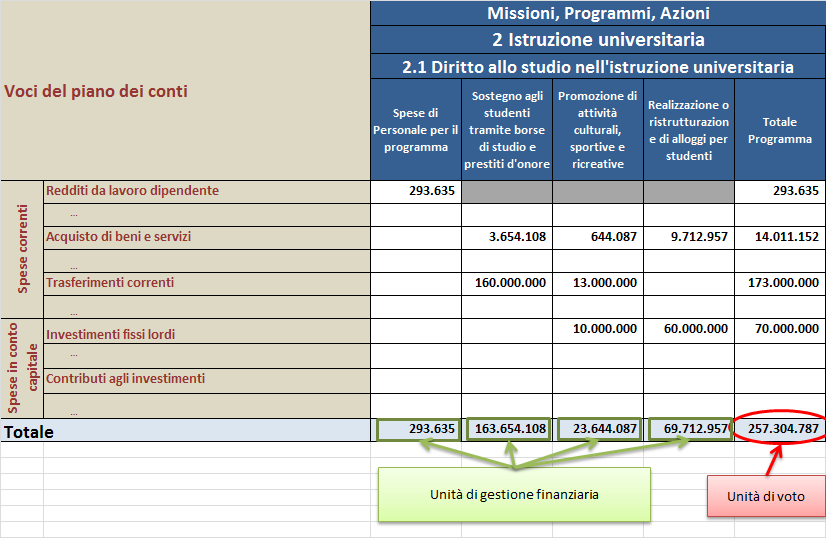 Missioni, Programmi, Azioni
2 Istruzione universitaria
2.1 Diritto allo studio nell'istruzione universitaria
Voci del piano dei conti
Spese di
Personale per il
programma
Sostegno agli
studenti
tramite borse
di studio e
prestiti d'onore
Promozione di
attività
culturali,
sportive e
ricreative
Realizzazione o
ristrutturazion
e di alloggi per
studenti
Totale
Programma
Spese correnti
Redditi da lavoro dipendente 293.635 293.635
...
Acquisto di beni e servizi 3.654.108 644.087 9.712.957 14.011.152
...
Trasferimenti correnti 160.000.000 13.000.000 173.000.000
...
Spese in conto
capitale
Investimenti fissi lordi 10.000.000 60.000.000 70.000.000
...
Contributi agli investimenti
...
Totale 293.635 163.654.108 23.644.087 69.712.957 257.304.787
Unità di gestione finanziaria
Unità di voto